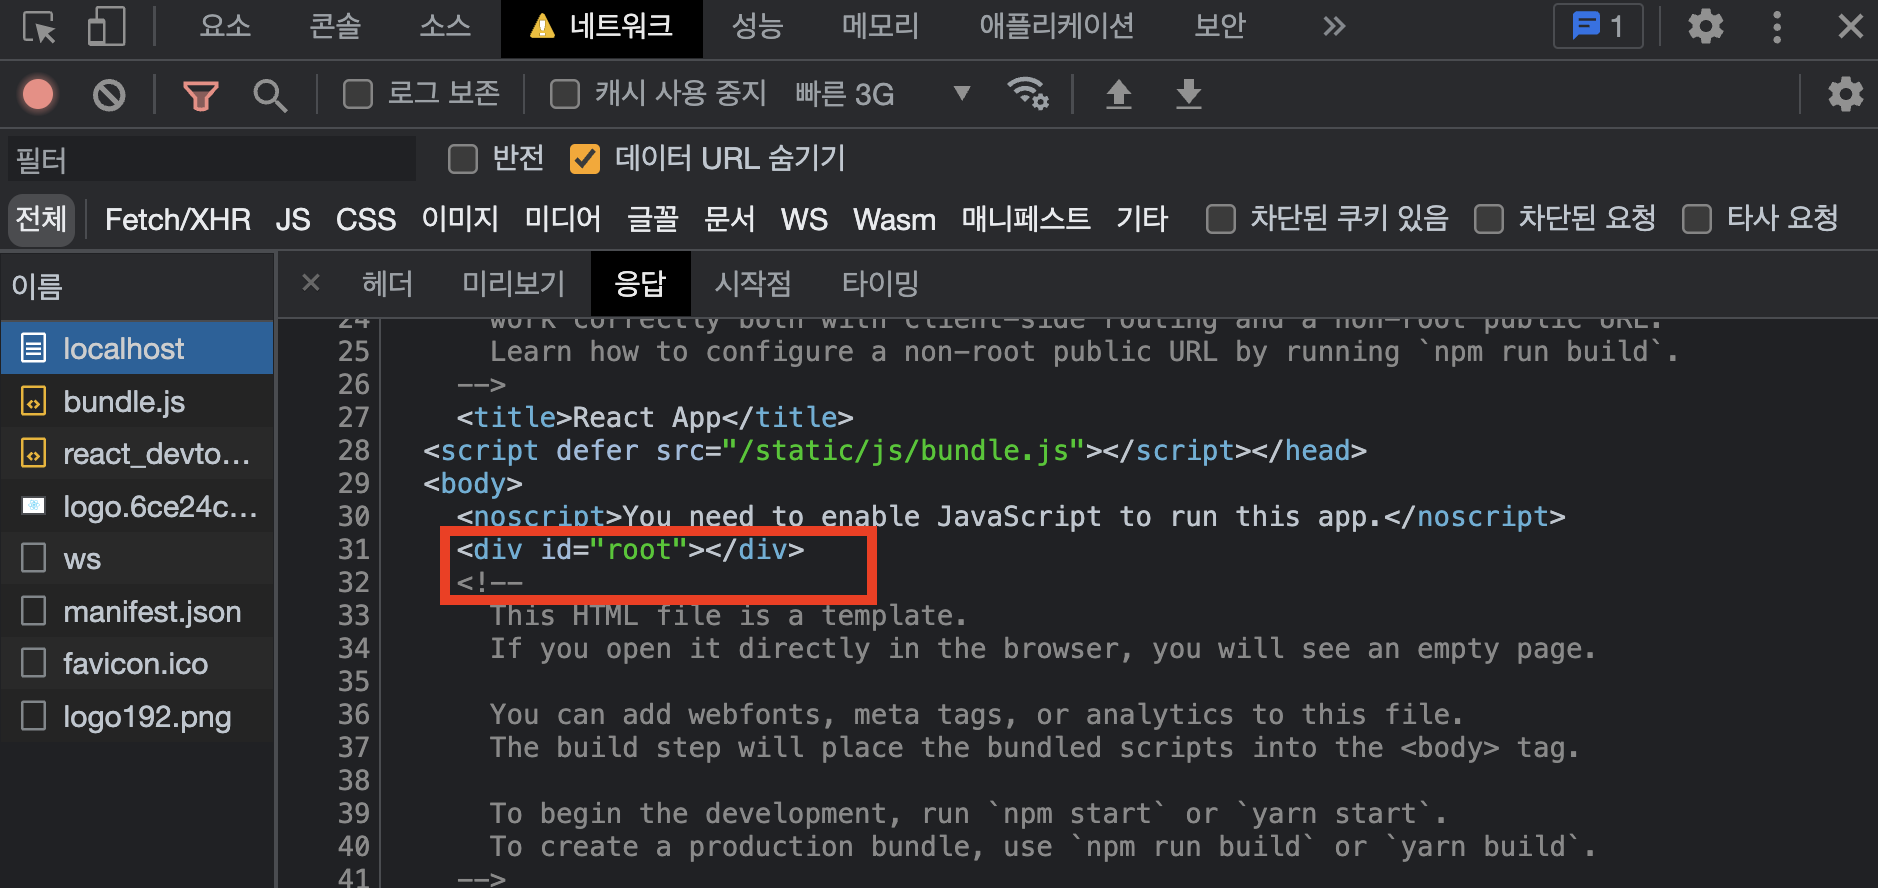 요소 콘솔 소스 네트워크 성능 메모리 애플리케이션 보안 1
로그 보존 캐시 사용 중지 빠른 3G
필터 반전 데이터 URL 숨기기
전체 Fetch/XHR JS CSS 이미지 미디어 글꼴 문서 WS Wasm 매니페스트 기타 차단된 쿠키 있음 차단된 요청 타사 요청
이름
localhost
bundle.js
react_devto...
logo.6ce24c...
ws
manifest.json
favicon.ico
logo192.png
헤더 미리보기 응답 시작점 타이밍
24 work correctly both with client-side routing and a non-root public URL.
25 Learn how to configure a non-root public URL by running `npm run build`.
26 -->
27 <title>React App</title>
28 <script defer src="/static/js/bundle.js"></script></head>
29 <body>
30 <noscript>You need to enable JavaScript to run this app.</noscript>
31 <div id="root"></div>
32 <!--
33 This HTML file is a template.
34 If you open it directly in the browser, you will see an empty page.
35
36 You can add webfonts, meta tags, or analytics to this file.
37 The build step will place the bundled scripts into the <body> tag.
38
39 To begin the development, run `npm start` or `yarn start`.
40 To create a production bundle, use `npm run build` or `yarn build`.
41 -->